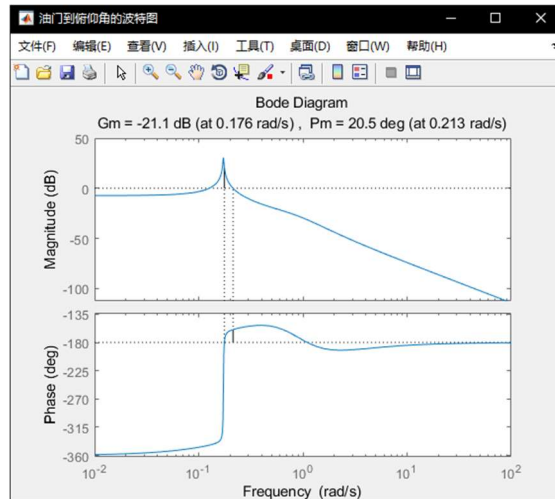 油门到俯仰角的波特图
文件(F) 编辑(E) 查看(V) 插入(I) 工具(T) 桌面(D) 窗口(W) 帮助(H)
Bode Diagram
Gm = -21.1 dB (at 0.176 rad/s) , Pm = 20.5 deg (at 0.213 rad/s)
Magnitude (dB)
50
0
-50
-100
Phase (deg)
-135
-180
-225
-270
-315
-360
10^-2 10^-1 10^0 10^1 10^2
Frequency (rad/s)